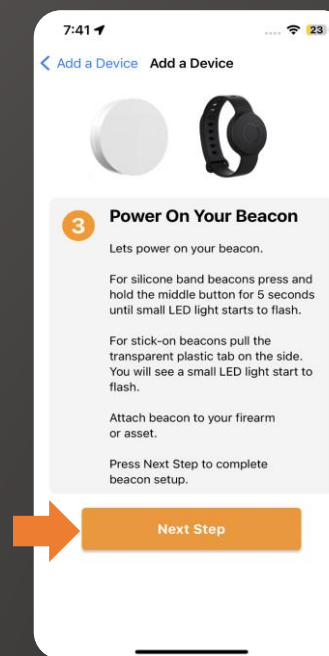 7:41
23
Add a Device Add a Device
3 Power On Your Beacon
Lets power on your beacon.
For silicone band beacons press and
hold the middle button for 5 seconds
until small LED light starts to flash.
For stick-on beacons pull the
transparent plastic tab on the side.
You will see a small LED light start to
flash.
Attach beacon to your firearm
or asset.
Press Next Step to complete
beacon setup.
Next Step